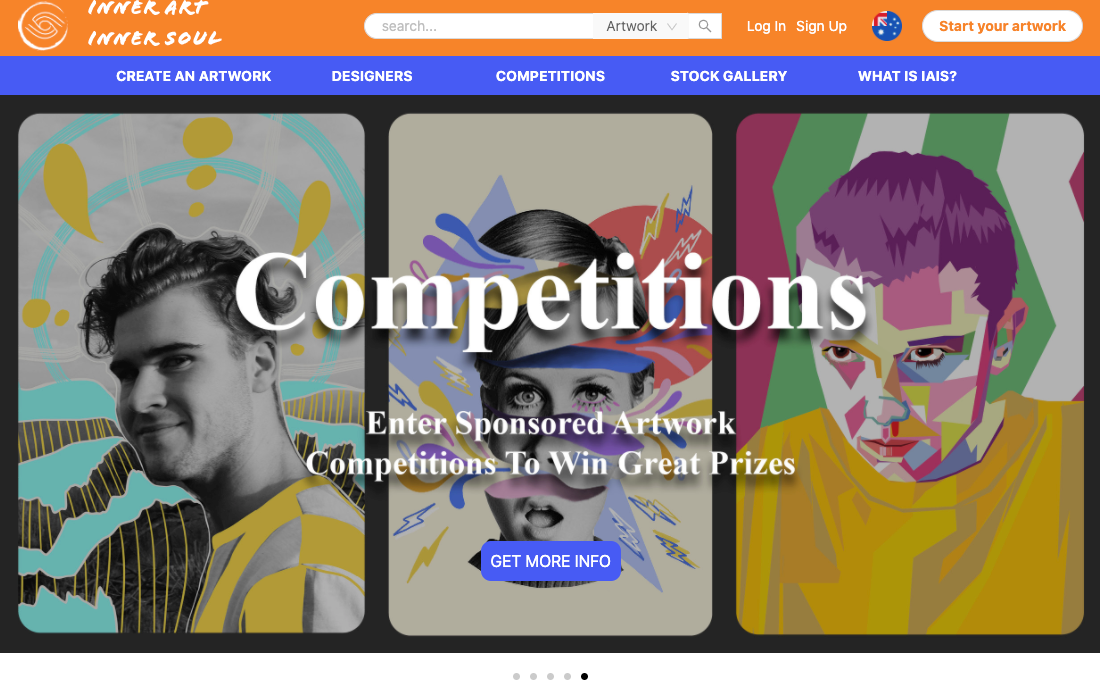 INNER ART
INNER SOUL
search...
Artwork
Log In
Sign Up
Start your artwork
CREATE AN ARTWORK
DESIGNERS
COMPETITIONS
STOCK GALLERY
WHAT IS IAIS?
Competitions
Enter Sponsored Artwork
Competitions To Win Great Prizes
GET MORE INFO